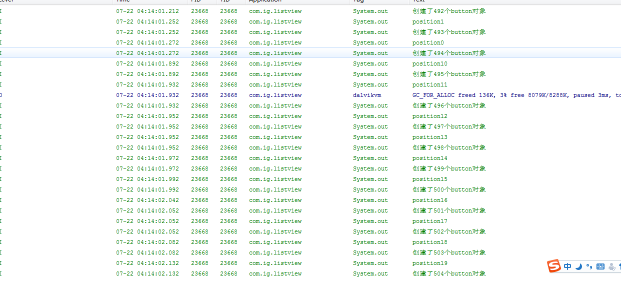 Time PID TID Application Tag Text
I 07-22 04:14:01.212 23668 23668 com.ig.listview System.out 创建了492个button对象
I 07-22 04:14:01.252 23668 23668 com.ig.listview System.out position1
I 07-22 04:14:01.252 23668 23668 com.ig.listview System.out 创建了493个button对象
I 07-22 04:14:01.272 23668 23668 com.ig.listview System.out position0
I 07-22 04:14:01.272 23668 23668 com.ig.listview System.out 创建了494个button对象
I 07-22 04:14:01.892 23668 23668 com.ig.listview System.out position10
I 07-22 04:14:01.892 23668 23668 com.ig.listview System.out 创建了495个button对象
I 07-22 04:14:01.932 23668 23668 com.ig.listview System.out position11
D 07-22 04:14:01.932 23668 23668 com.ig.listview dalvikvm GC_FOR_ALLOC freed 136K, 3% free 8079K/8268K, paused 3ms, to
I 07-22 04:14:01.932 23668 23668 com.ig.listview System.out 创建了496个button对象
I 07-22 04:14:01.952 23668 23668 com.ig.listview System.out position12
I 07-22 04:14:01.952 23668 23668 com.ig.listview System.out 创建了497个button对象
I 07-22 04:14:01.952 23668 23668 com.ig.listview System.out position13
I 07-22 04:14:01.952 23668 23668 com.ig.listview System.out 创建了498个button对象
I 07-22 04:14:01.972 23668 23668 com.ig.listview System.out position14
I 07-22 04:14:01.972 23668 23668 com.ig.listview System.out 创建了499个button对象
I 07-22 04:14:01.992 23668 23668 com.ig.listview System.out position15
I 07-22 04:14:01.992 23668 23668 com.ig.listview System.out 创建了500个button对象
I 07-22 04:14:02.042 23668 23668 com.ig.listview System.out position16
I 07-22 04:14:02.052 23668 23668 com.ig.listview System.out 创建了501个button对象
I 07-22 04:14:02.052 23668 23668 com.ig.listview System.out position17
I 07-22 04:14:02.052 23668 23668 com.ig.listview System.out 创建了502个button对象
I 07-22 04:14:02.082 23668 23668 com.ig.listview System.out position18
I 07-22 04:14:02.082 23668 23668 com.ig.listview System.out 创建了503个button对象
I 07-22 04:14:02.132 23668 23668 com.ig.listview System.out position19
I 07-22 04:14:02.132 23668 23668 com.ig.listview System.out 创建了504个button对象
S 中